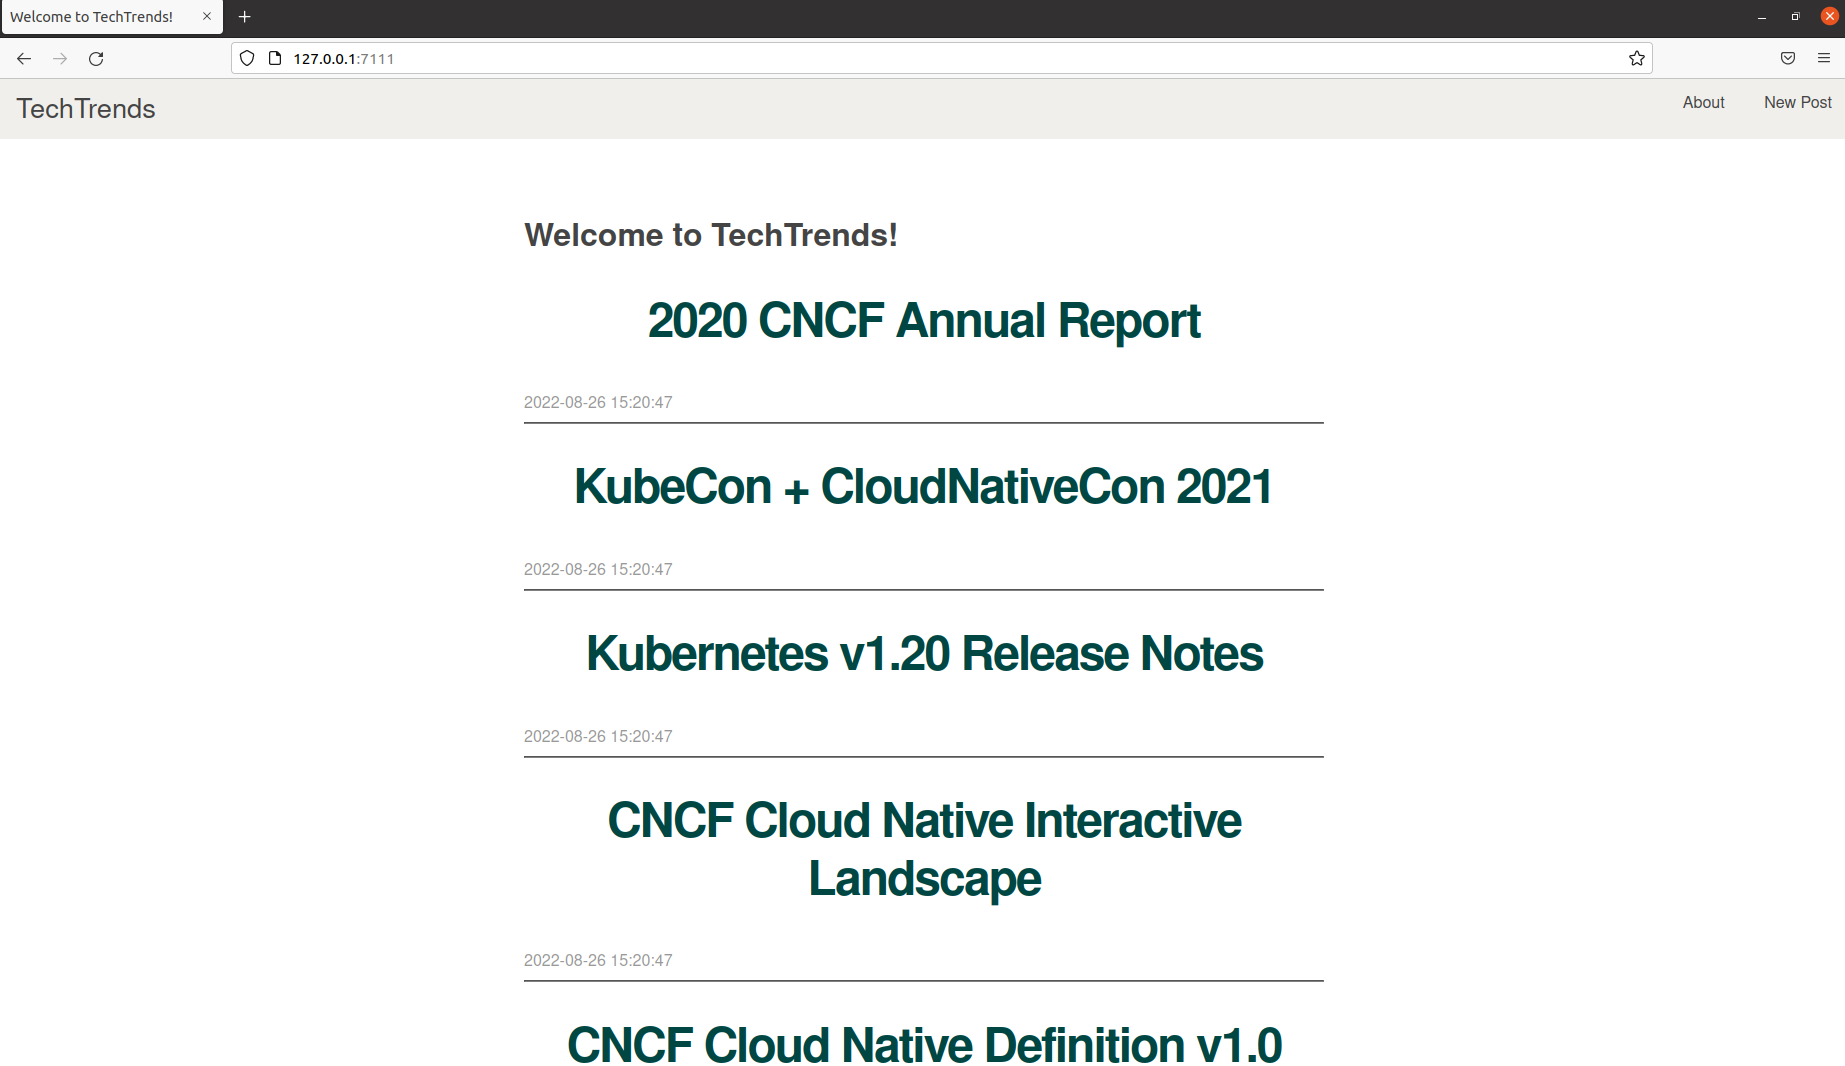 Welcome to TechTrends!
127.0.0.1:7111
TechTrends
About
New Post
Welcome to TechTrends!
2020 CNCF Annual Report
2022-08-26 15:20:47
KubeCon + CloudNativeCon 2021
2022-08-26 15:20:47
Kubernetes v1.20 Release Notes
2022-08-26 15:20:47
CNCF Cloud Native Interactive
Landscape
2022-08-26 15:20:47
CNCF Cloud Native Definition v1.0